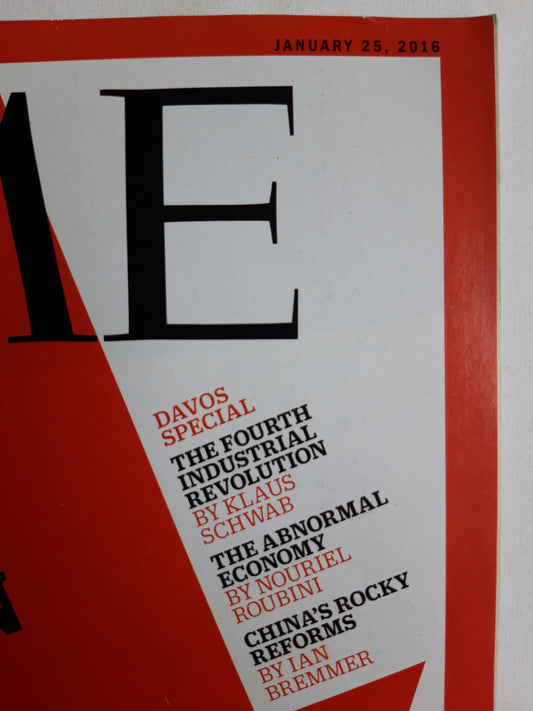 JANUARY 25, 2016
ME
DAVOS
SPECIAL
THE FOURTH
INDUSTRIAL
REVOLUTION
BY KLAUS
SCHWAB
THE ABNORMAL
ECONOMY
BY NOURIEL
ROUBINI
CHINA'S ROCKY
REFORMS
BY IAN
BREMMER